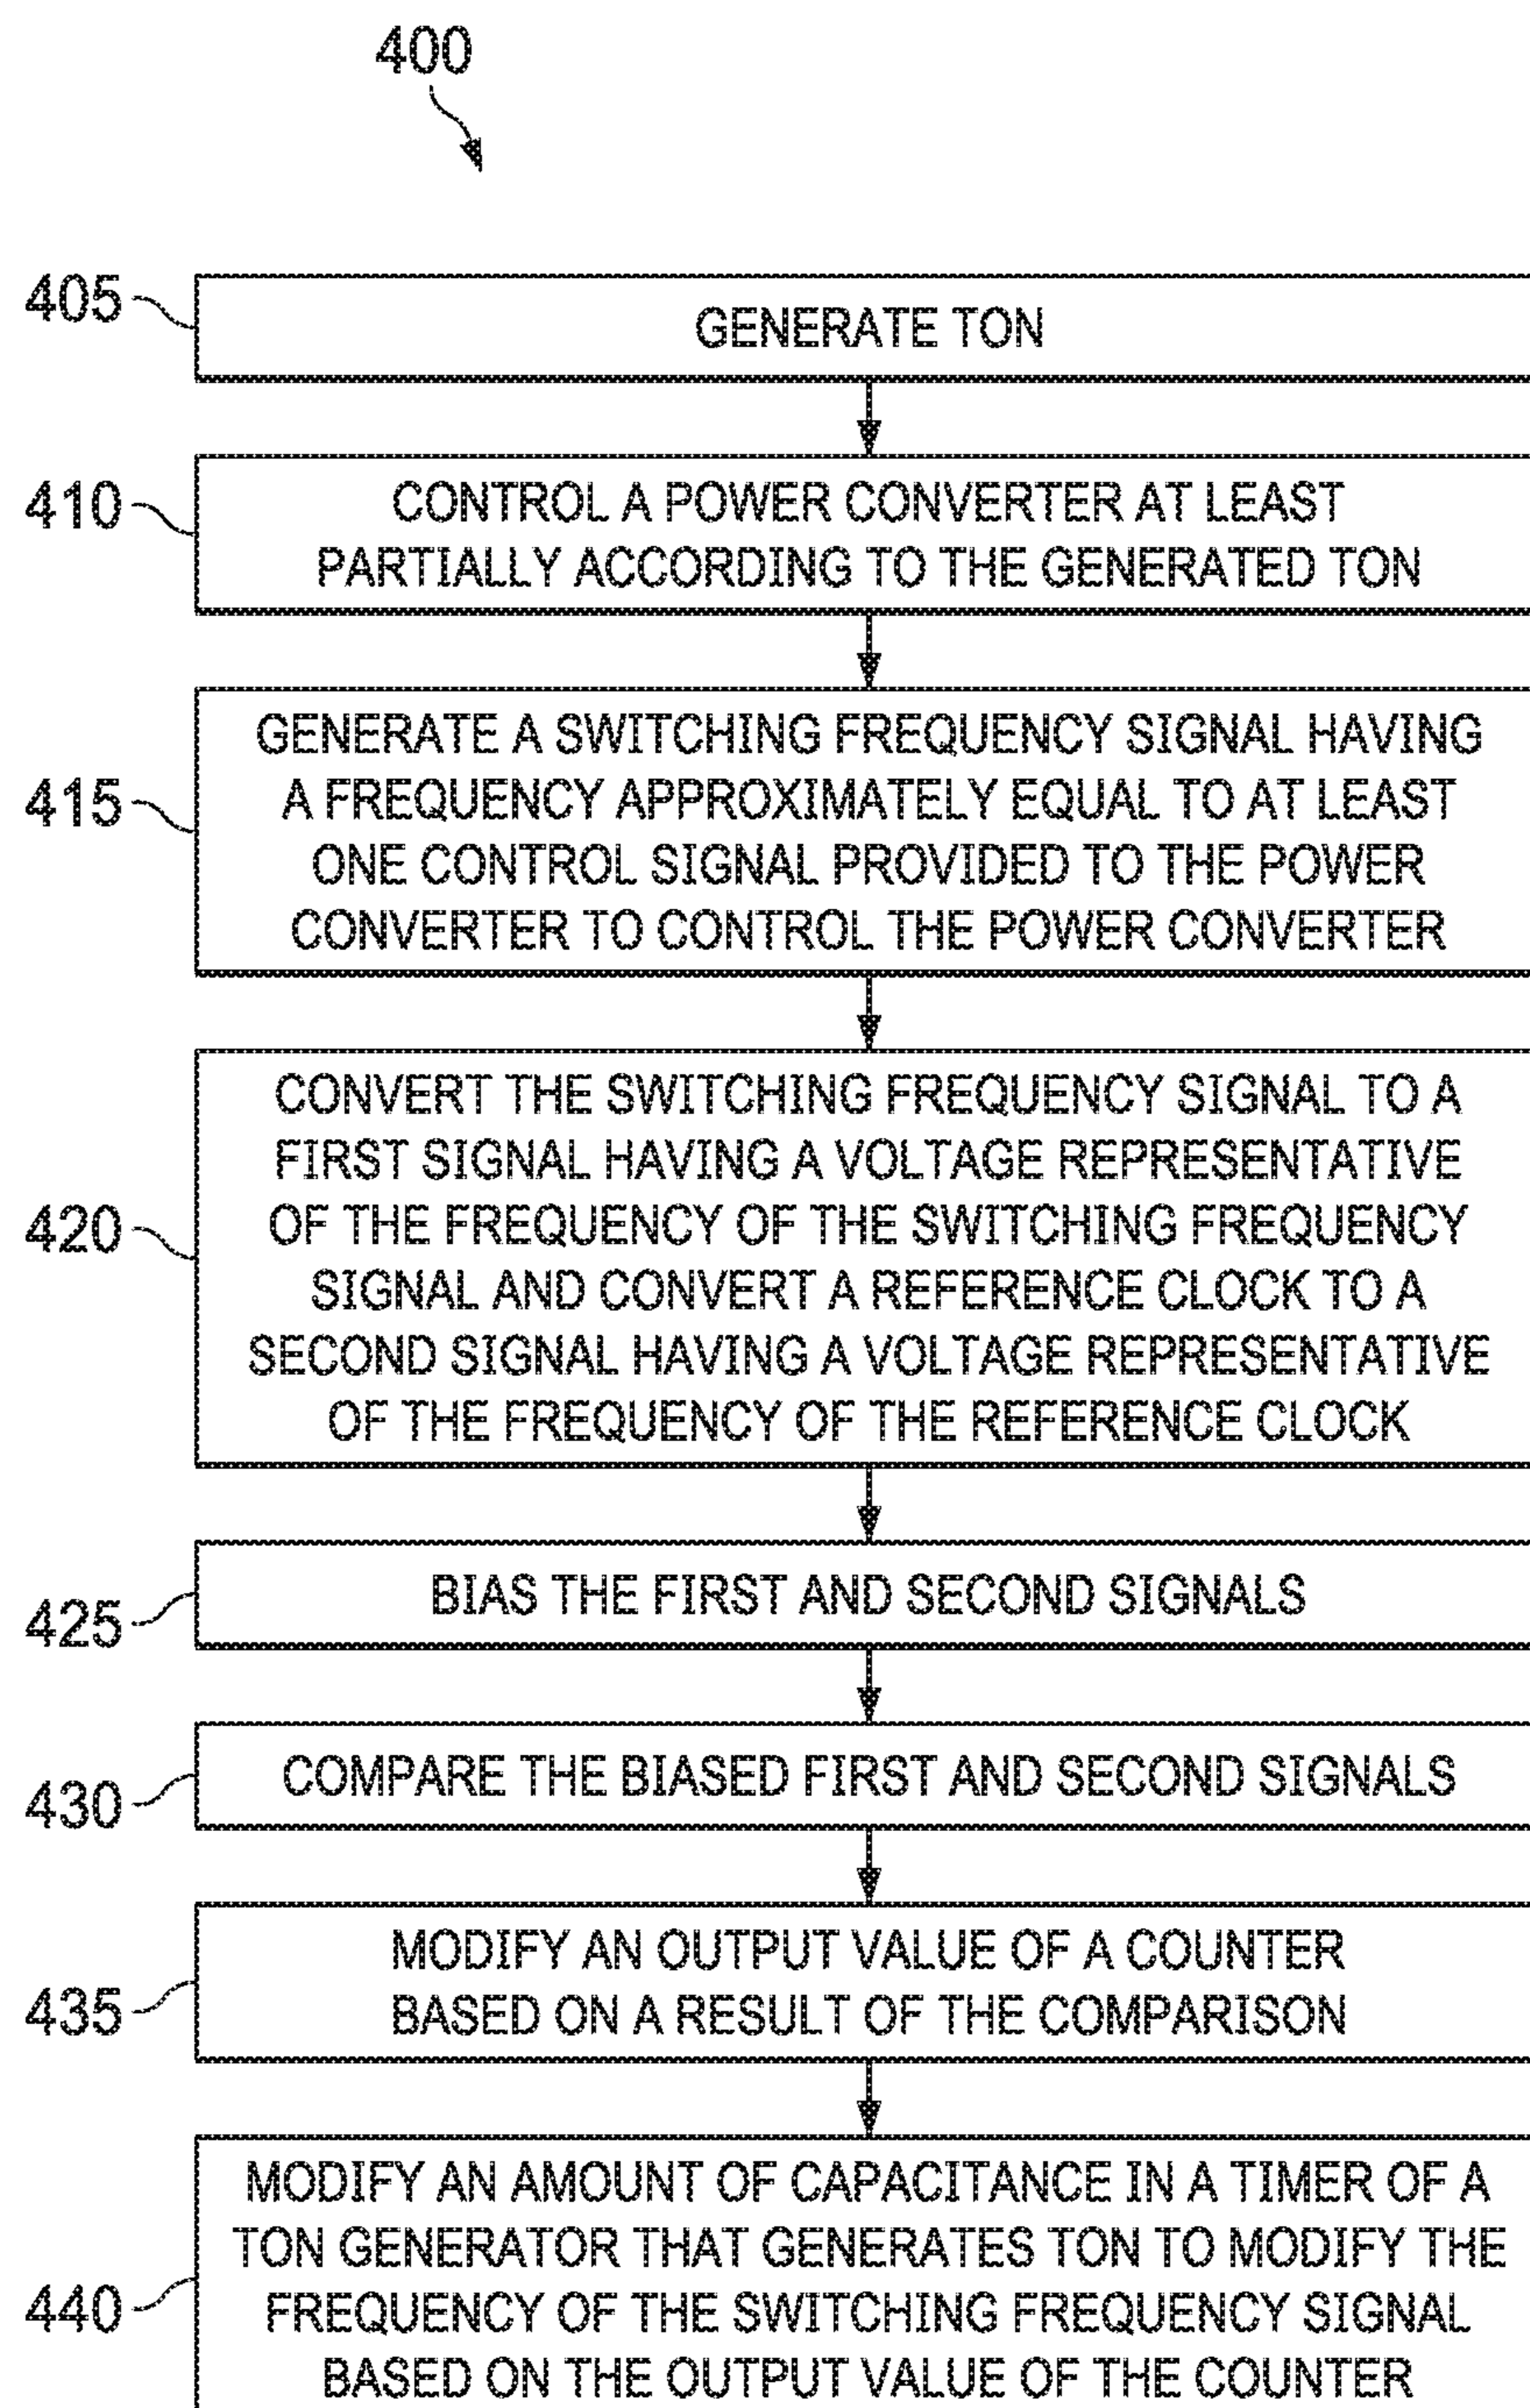 400
405
GENERATE TON
410
CONTROL A POWER CONVERTER AT LEAST
PARTIALLY ACCORDING TO THE GENERATED TON
415
GENERATE A SWITCHING FREQUENCY SIGNAL HAVING
A FREQUENCY APPROXIMATELY EQUAL TO AT LEAST
ONE CONTROL SIGNAL PROVIDED TO THE POWER
CONVERTER TO CONTROL THE POWER CONVERTER
420
CONVERT THE SWITCHING FREQUENCY SIGNAL TO A
FIRST SIGNAL HAVING A VOLTAGE REPRESENTATIVE
OF THE FREQUENCY OF THE SWITCHING FREQUENCY
SIGNAL AND CONVERT A REFERENCE CLOCK TO A
SECOND SIGNAL HAVING A VOLTAGE REPRESENTATIVE
OF THE FREQUENCY OF THE REFERENCE CLOCK
425
BIAS THE FIRST AND SECOND SIGNALS
430
COMPARE THE BIASED FIRST AND SECOND SIGNALS
435
MODIFY AN OUTPUT VALUE OF A COUNTER
BASED ON A RESULT OF THE COMPARISON
440
MODIFY AN AMOUNT OF CAPACITANCE IN A TIMER OF A
TON GENERATOR THAT GENERATES TON TO MODIFY THE
FREQUENCY OF THE SWITCHING FREQUENCY SIGNAL
BASED ON THE OUTPUT VALUE OF THE COUNTER